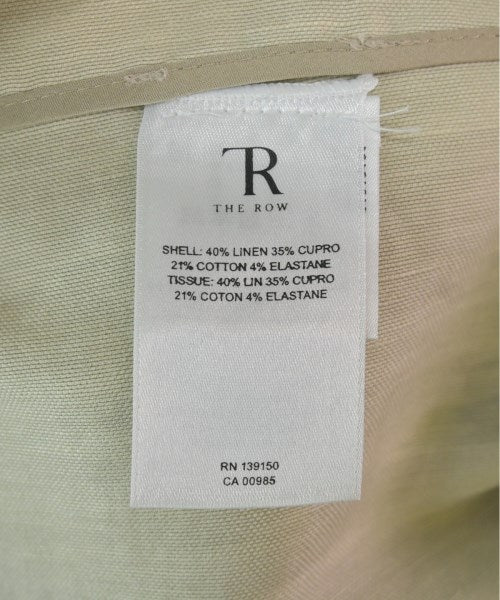 TR
THE ROW
SHELL: 40% LINEN 35% CUPRO
21% COTTON 4% ELASTANE
TISSUE: 40% LIN 35% CUPRO
21% COTON 4% ELASTANE
RN 139150
CA 00985